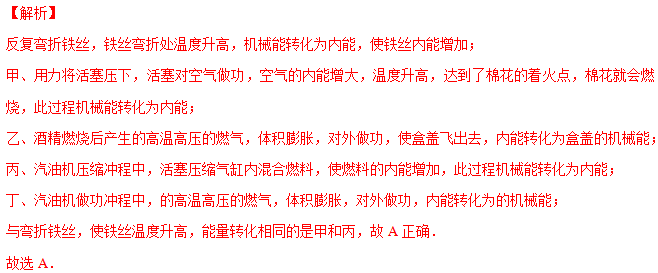 【解析】
反复弯折铁丝，铁丝弯折处温度升高，机械能转化为内能，使铁丝内能增加；
甲、用力将活塞压下，活塞对空气做功，空气的内能增大，温度升高，达到了棉花的着火点，棉花就会燃
烧，此过程机械能转化为内能；
乙、酒精燃烧后产生的高温高压的燃气，体积膨胀，对外做功，使盒盖飞出去，内能转化为盒盖的机械能；
丙、汽油机压缩冲程中，活塞压缩气缸内混合燃料，使燃料的内能增加，此过程机械能转化为内能；
丁、汽油机做功冲程中，的高温高压的燃气，体积膨胀，对外做功，内能转化为的机械能；
与弯折铁丝，使铁丝温度升高，能量转化相同的是甲和丙，故 A 正确．
故选 A．